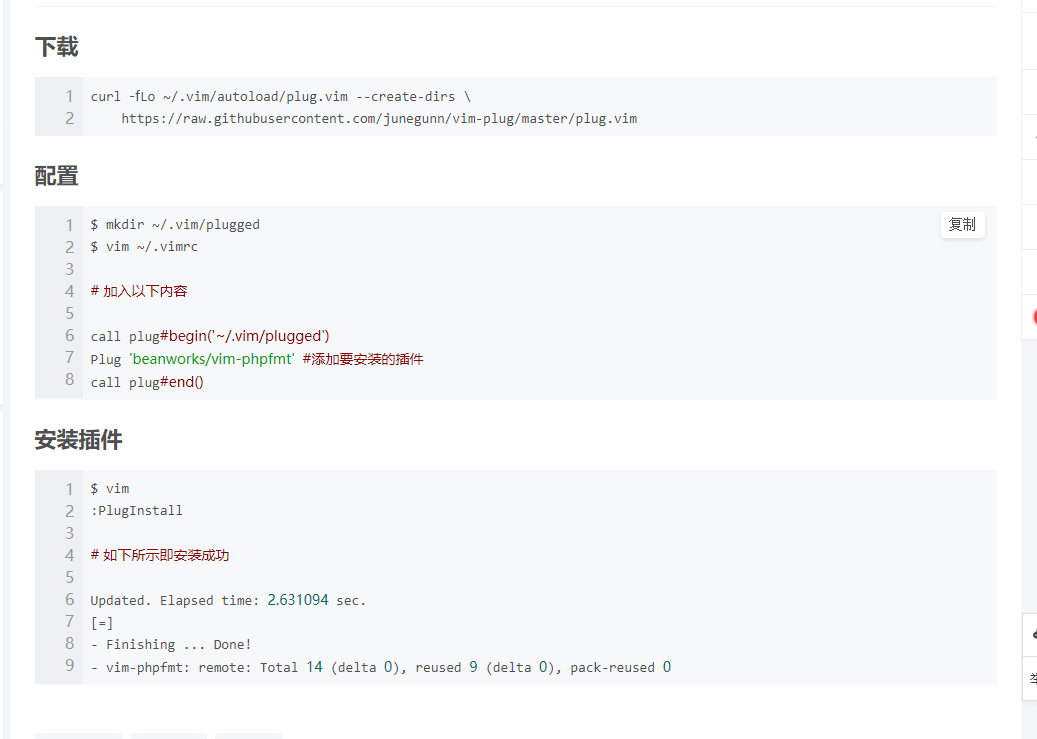 下载
1 curl -fLo ~/.vim/autoload/plug.vim --create-dirs \
2     https://raw.githubusercontent.com/junegunn/vim-plug/master/plug.vim
配置
复制
1 $ mkdir ~/.vim/plugged
2 $ vim ~/.vimrc
3
4 # 加入以下内容
5
6 call plug#begin('~/.vim/plugged')
7 Plug 'beanworks/vim-phpfmt' #添加要安装的插件
8 call plug#end()
安装插件
1 $ vim
2 :PlugInstall
3
4 # 如下所示即安装成功
5
6 Updated. Elapsed time: 2.631094 sec.
7 [=]
8 - Finishing ... Done!
9 - vim-phpfmt: remote: Total 14 (delta 0), reused 9 (delta 0), pack-reused 0